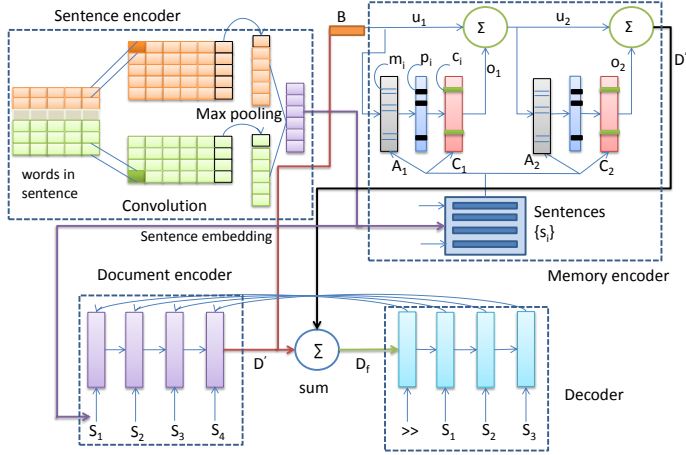 Sentence encoder
B
u₁
Σ
u₂
Σ
mᵢ
pᵢ
cᵢ
o₁
o₂
Max pooling
words in
sentence
A₁
C₁
A₂
C₂
Convolution
Sentences
{sᵢ}
Sentence embedding
Document encoder
Memory encoder
D′
Σ
D_f
sum
Decoder
S₁
S₂
S₃
S₄
>>
S₁
S₂
S₃